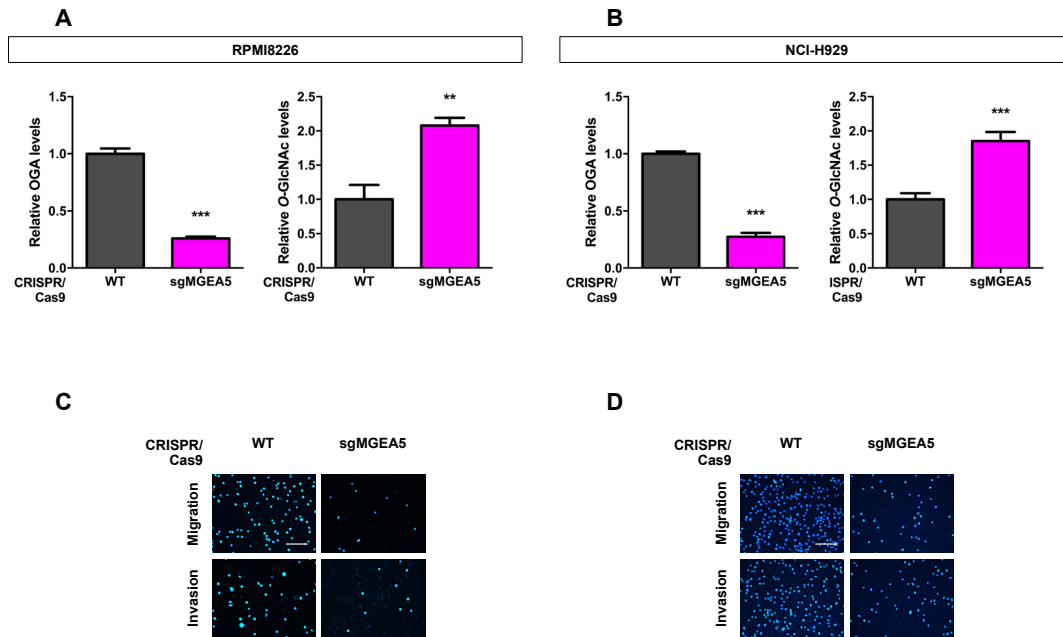 A
B
RPMI8226
NCI-H929
Relative OGA levels
1.5
1.0
0.5
0.0
***
CRISPR/
Cas9
WT
sgMGEA5
Relative O-GlcNAc levels
2.5
2.0
1.5
1.0
0.5
0.0
**
CRISPR/
Cas9
WT
sgMGEA5
Relative OGA levels
1.5
1.0
0.5
0.0
***
CRISPR/
Cas9
WT
sgMGEA5
Relative O-GlcNAc levels
2.5
2.0
1.5
1.0
0.5
0.0
***
ISPR/
Cas9
WT
sgMGEA5
C
CRISPR/
Cas9
WT
sgMGEA5
Migration
Invasion
D
CRISPR/
Cas9
WT
sgMGEA5
Migration
Invasion